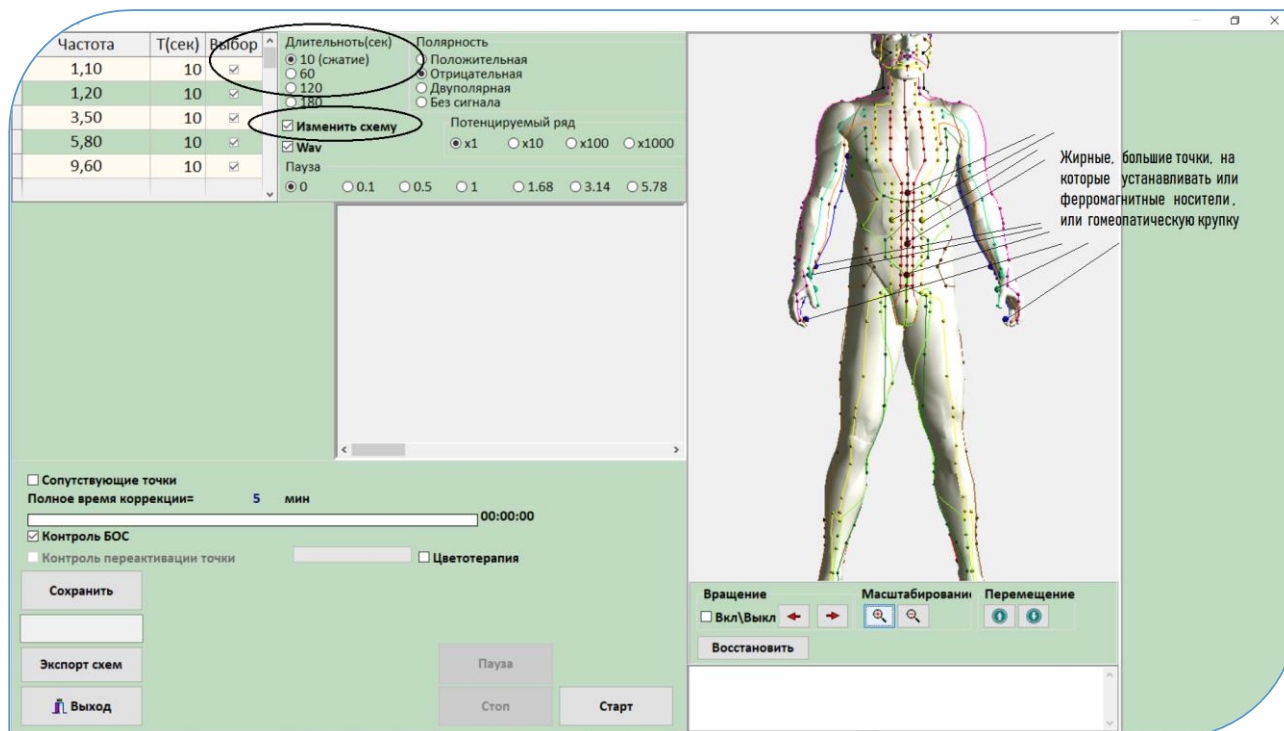 Частота Т(сек) Выбор
1,10 10
1,20 10
3,50 10
5,80 10
9,60 10
Длительноть(сек)
10 (сжатие)
60
120
180
Полярность
Положительная
Отрицательная
Двуполярная
Без сигнала
Изменить схему
Wav
Потенцируемый ряд
x1 x10 x100 x1000
Пауза
0 0.1 0.5 1 1.68 3.14 5.78
Жирные, большие точки, на
которые устанавливать или
ферромагнитные носители,
или гомеопатическую крупку
Сопутствующие точки
Полное время коррекции= 5 мин
00:00:00
Контроль БОС
Контроль переактивации точки
Цветотерапия
Сохранить
Экспорт схем
Выход
Пауза
Стоп
Старт
Вращение
Вкл\Выкл
Масштабировани
Перемещение
Восстановить